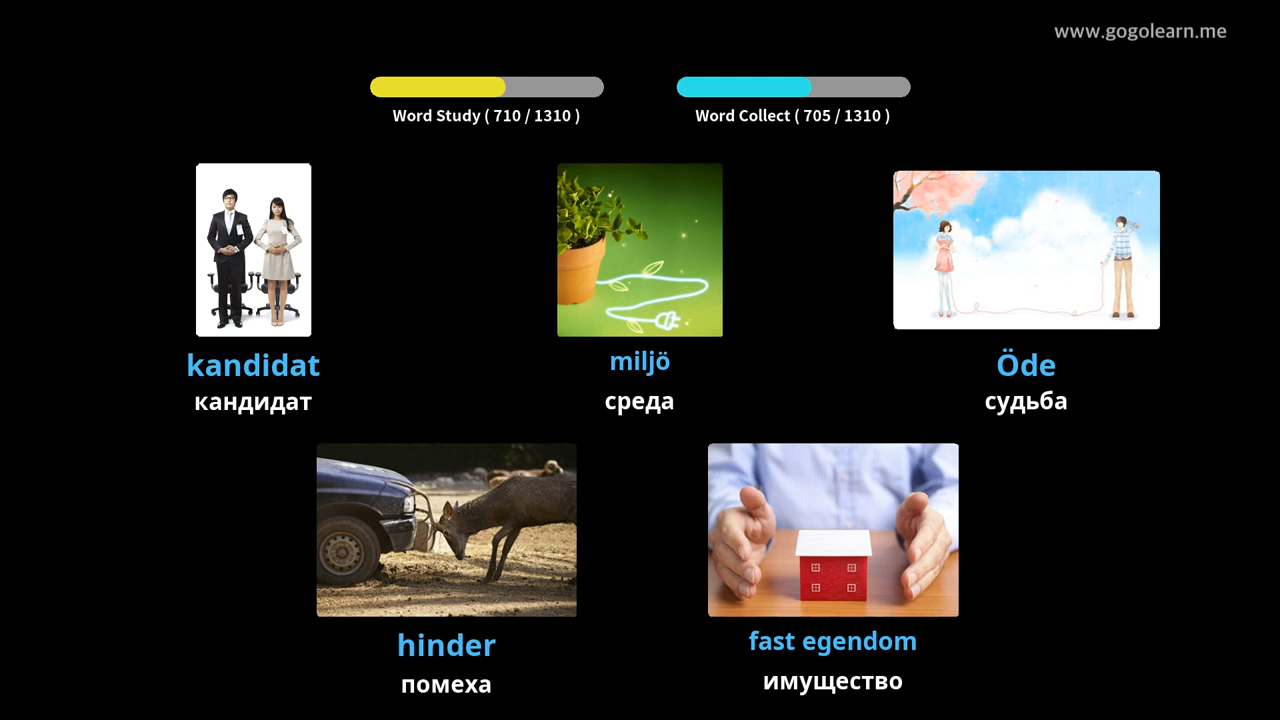 www.gogolearn.me
Word Study ( 710 / 1310 )
Word Collect ( 705 / 1310 )
kandidat
кандидат
miljö
среда
Öde
судьба
hinder
помеха
fast egendom
имущество